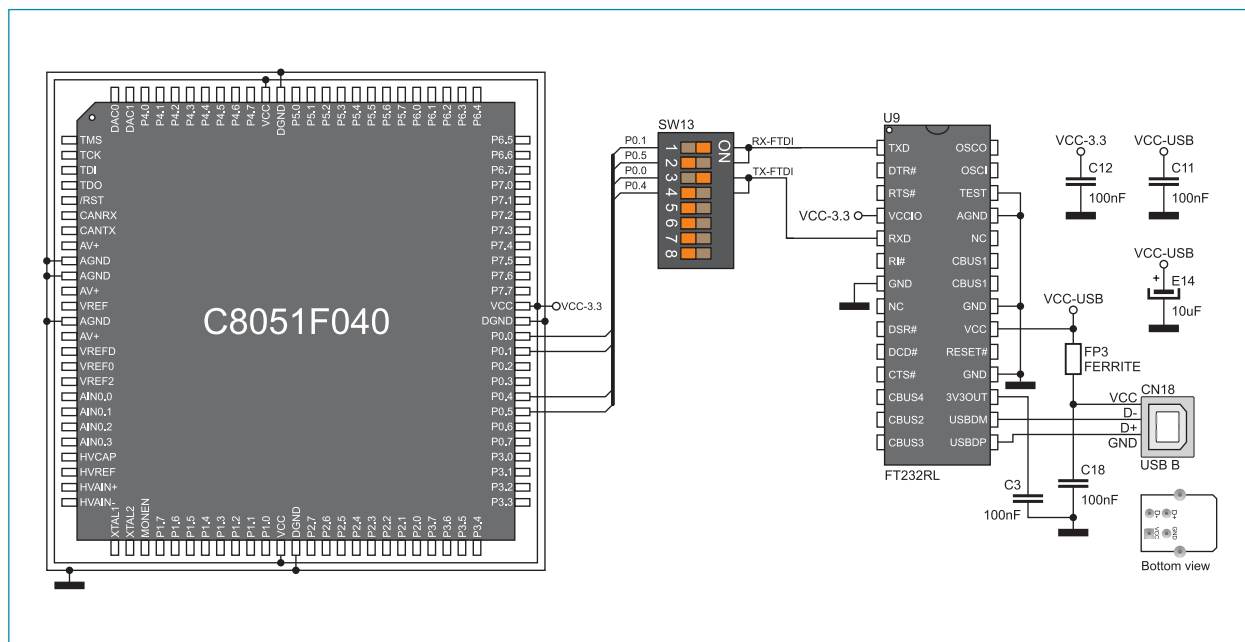 DAC0
DAC1
P4.0
P4.1
P4.2
P4.3
P4.4
P4.5
P4.6
P4.7
VCC
DGND
P5.0
P5.1
P5.2
P5.3
P5.4
P5.5
P5.6
P5.7
P6.0
P6.1
P6.2
P6.3
P6.4
TMS
TCK
TDI
TDO
/RST
CANRX
CANTX
AV+
AGND
AGND
AV+
VREF
AGND
AV+
VREFD
VREF0
VREF2
AIN0.0
AIN0.1
AIN0.2
AIN0.3
HVCAP
HVREF
HVAIN+
HVAIN-
C8051F040
P6.5
P6.6
P6.7
P7.0
P7.1
P7.2
P7.3
P7.4
P7.5
P7.6
P7.7
VCC
DGND
P0.0
P0.1
P0.2
P0.3
P0.4
P0.5
P0.6
P0.7
P3.0
P3.1
P3.2
P3.3
XTAL1
XTAL2
MONEN
P1.7
P1.6
P1.5
P1.4
P1.3
P1.2
P1.1
P1.0
VCC
DGND
P2.7
P2.6
P2.5
P2.4
P2.3
P2.2
P2.1
P2.0
P3.7
P3.6
P3.5
P3.4
VCC-3.3
SW13
P0.1
P0.5
P0.0
P0.4
1
2
3
4
5
6
7
8
ON
RX-FTDI
TX-FTDI
VCC-3.3
U9
TXD
DTR#
RTS#
VCCIO
RXD
RI#
GND
NC
DSR#
DCD#
CTS#
CBUS4
CBUS2
CBUS3
OSCO
OSCI
TEST
AGND
NC
CBUS1
CBUS1
GND
VCC
RESET#
GND
3V3OUT
USBDM
USBDP
FT232RL
VCC-3.3
C12
100nF
VCC-USB
C11
100nF
VCC-USB
+
E14
10uF
VCC-USB
FP3
FERRITE
CN18
VCC
D-
D+
GND
USB B
C3
100nF
C18
100nF
D-
D+
VCC
GND
Bottom view